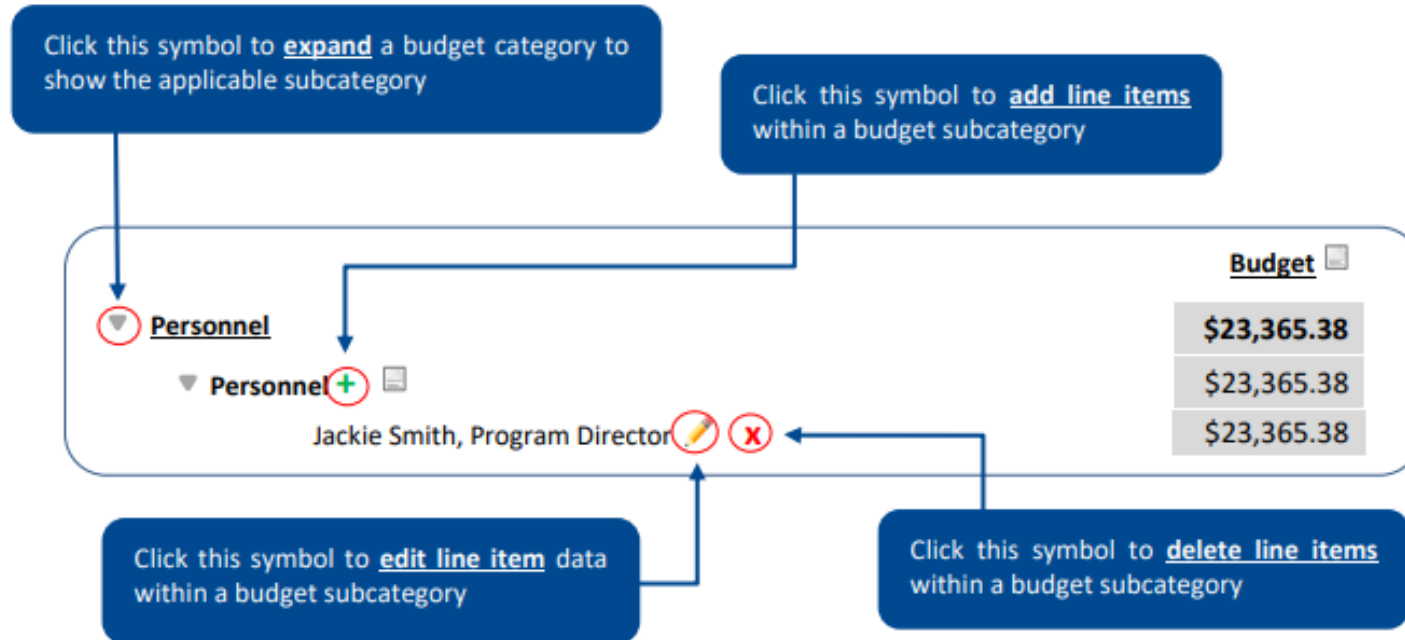 Click this symbol to expand a budget category to
show the applicable subcategory
Click this symbol to add line items
within a budget subcategory
Budget
Personnel $23,365.38
Personnel + $23,365.38
Jackie Smith, Program Director x $23,365.38
Click this symbol to edit line item data
within a budget subcategory
Click this symbol to delete line items
within a budget subcategory